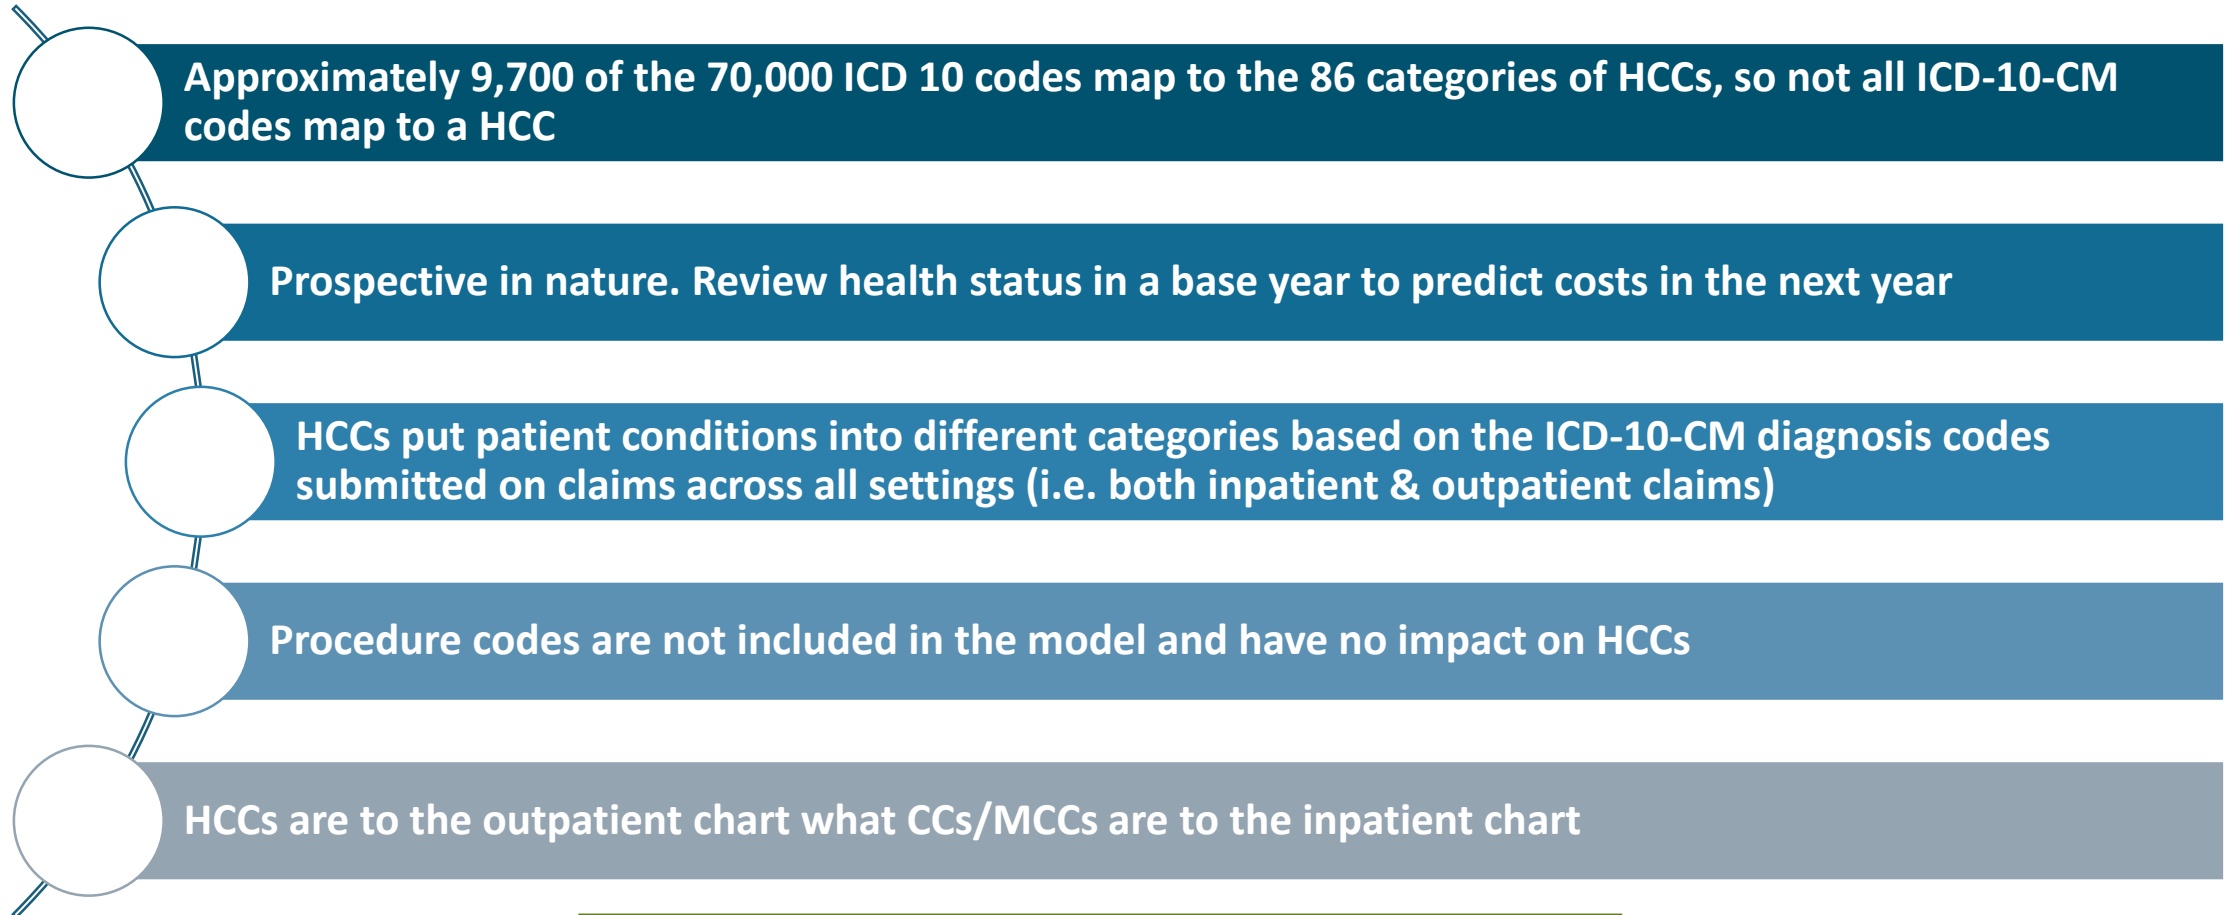 Approximately 9,700 of the 70,000 ICD 10 codes map to the 86 categories of HCCs, so not all ICD-10-CM
codes map to a HCC
Prospective in nature. Review health status in a base year to predict costs in the next year
HCCs put patient conditions into different categories based on the ICD-10-CM diagnosis codes
submitted on claims across all settings (i.e. both inpatient & outpatient claims)
Procedure codes are not included in the model and have no impact on HCCs
HCCs are to the outpatient chart what CCs/MCCs are to the inpatient chart